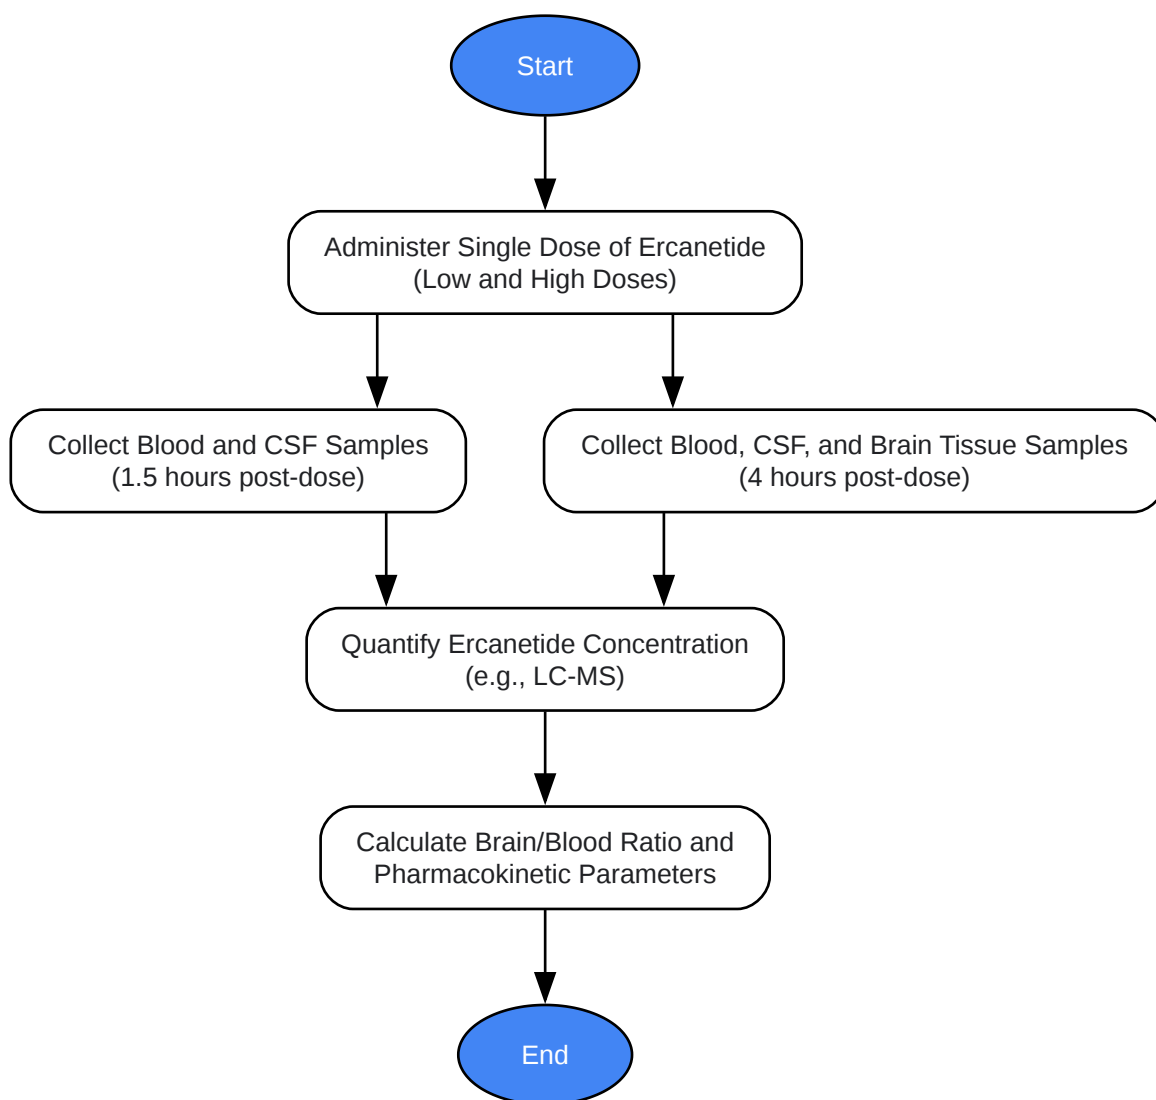 Start
Administer Single Dose of Ercanetide
(Low and High Doses)
Collect Blood and CSF Samples
(1.5 hours post-dose)
Collect Blood, CSF, and Brain Tissue Samples
(4 hours post-dose)
Quantify Ercanetide Concentration
(e.g., LC-MS)
Calculate Brain/Blood Ratio and
Pharmacokinetic Parameters
End